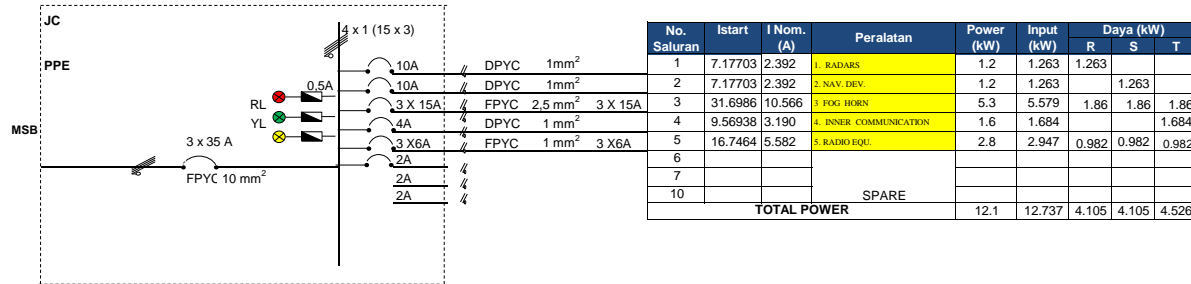 JC
4 x 1 (15 x 3)
PPE
10A DPYC 1mm²
10A DPYC 1mm²
0,5A
RL
3 X 15A FPYC 2,5 mm² 3 X 15A
YL
4A DPYC 1 mm²
MSB
3 x 35 A
3 X6A FPYC 1 mm² 3 X6A
2A
FPYC 10 mm²
2A
2A
No. Saluran Istart I Nom. (A) Peralatan Power (kW) Input (kW) Daya (kW) R S T
1 7.17703 2.392 1. RADARS 1.2 1.263 1.263
2 7.17703 2.392 2. NAV. DEV. 1.2 1.263 1.263
3 31.6986 10.566 3 FOG HORN 5.3 5.579 1.86 1.86 1.86
4 9.56938 3.190 4. INNER COMMUNICATION 1.6 1.684 1.684
5 16.7464 5.582 5. RADIO EQU. 2.8 2.947 0.982 0.982 0.982
6
7
10 SPARE
TOTAL POWER 12.1 12.737 4.105 4.105 4.526